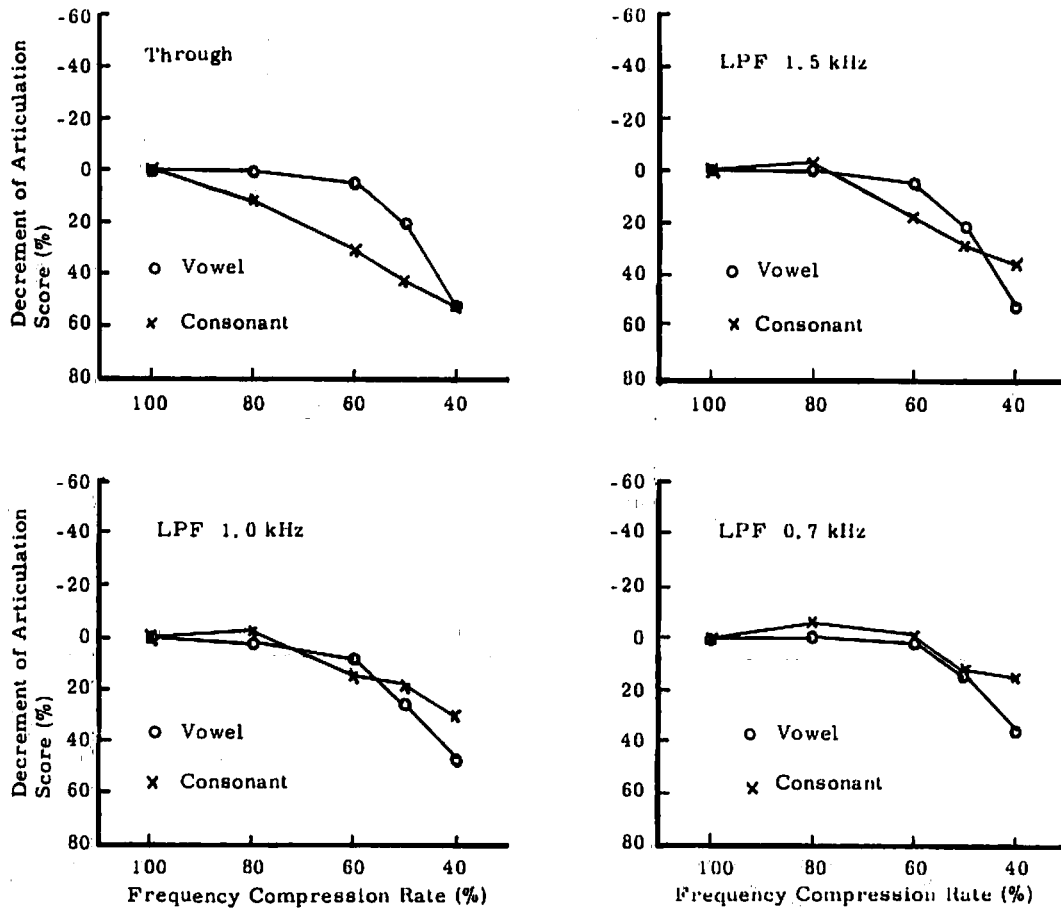 Decrement of Articulation
Score (%)
-60
-40
-20
0
20
40
60
80
Through
o Vowel
x Consonant
100 80 60 40
-60
-40
-20
0
20
40
60
80
LPF 1.5 kHz
o Vowel
x Consonant
100 80 60 40
Decrement of Articulation
Score (%)
-60
-40
-20
0
20
40
60
80
LPF 1.0 kHz
o Vowel
x Consonant
100 80 60 40
Frequency Compression Rate (%)
-60
-40
-20
0
20
40
60
80
LPF 0.7 kHz
o Vowel
x Consonant
100 80 60 40
Frequency Compression Rate (%)